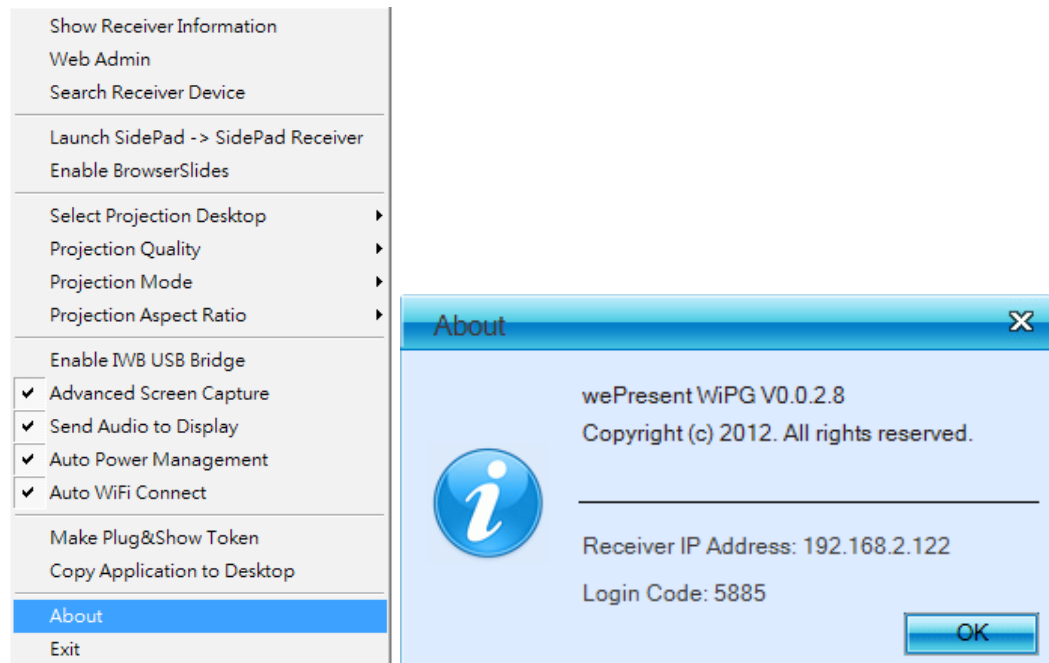 Show Receiver Information
Web Admin
Search Receiver Device
Launch SidePad -> SidePad Receiver
Enable BrowserSlides
Select Projection Desktop
Projection Quality
Projection Mode
Projection Aspect Ratio
Enable IWB USB Bridge
Advanced Screen Capture
Send Audio to Display
Auto Power Management
Auto WiFi Connect
Make Plug&Show Token
Copy Application to Desktop
About
Exit
About
wePresent WiPG V0.0.2.8
Copyright (c) 2012. All rights reserved.
Receiver IP Address: 192.168.2.122
Login Code: 5885
OK